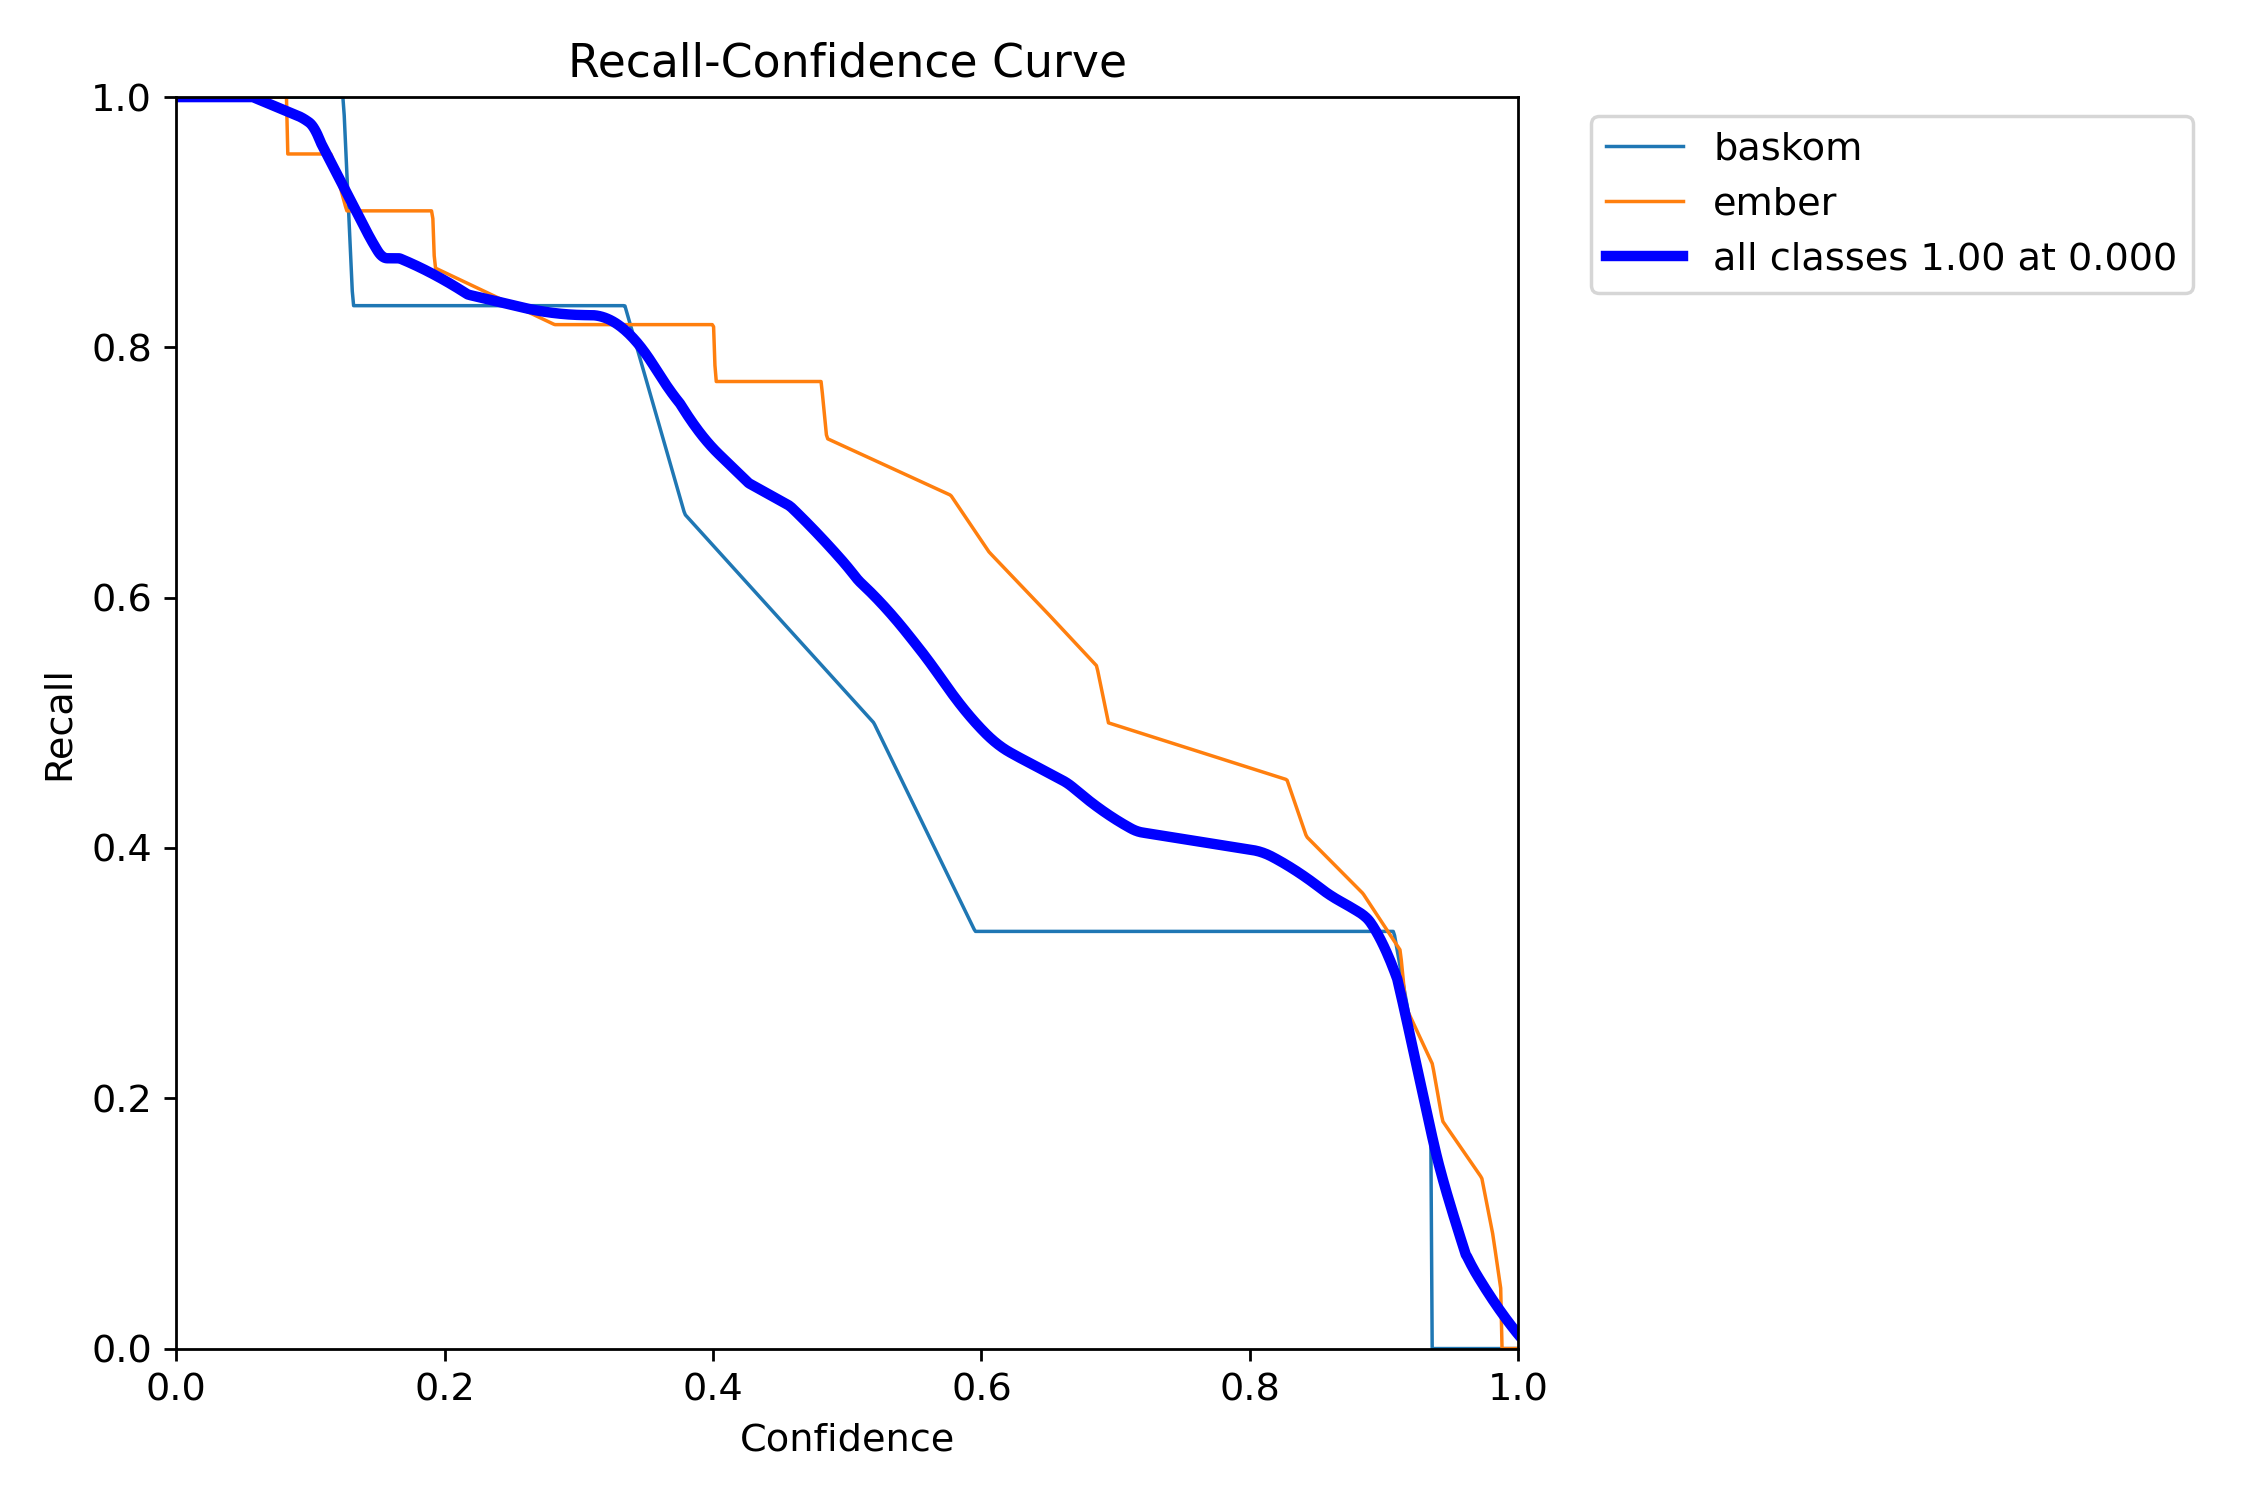 Recall-Confidence Curve
1.0
0.8
0.6
0.4
0.2
0.0
Recall
0.0 0.2 0.4 0.6 0.8 1.0
Confidence
baskom
ember
all classes 1.00 at 0.000